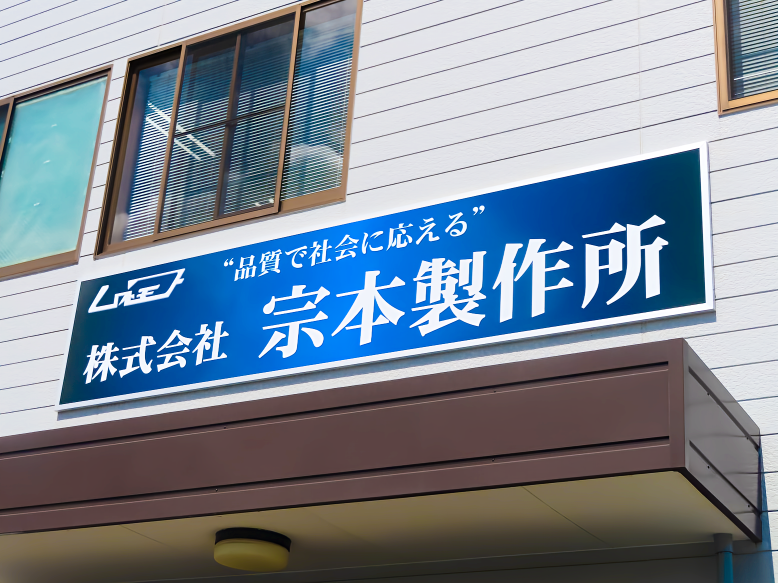 “品質で社会に応える”
株式会社 宗本製作所